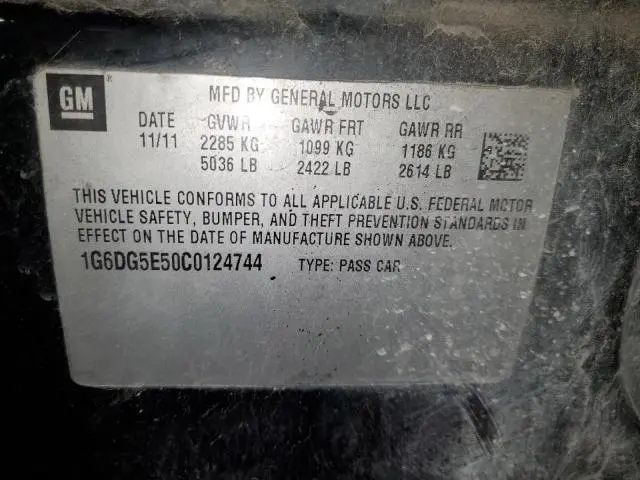 GM
MFD BY GENERAL MOTORS LLC
DATE GVWR GAWR FRT GAWR RR
11/11 2285 KG 1099 KG 1186 KG
5036 LB 2422 LB 2614 LB
THIS VEHICLE CONFORMS TO ALL APPLICABLE U.S. FEDERAL MOTOR
VEHICLE SAFETY, BUMPER, AND THEFT PREVENTION STANDARDS IN
EFFECT ON THE DATE OF MANUFACTURE SHOWN ABOVE.
1G6DG5E50C0124744 TYPE: PASS CAR